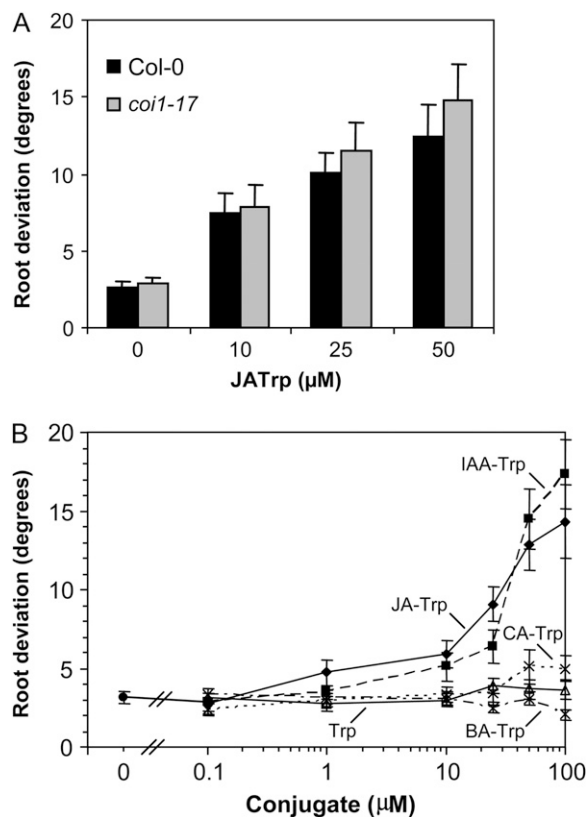 A
20
15
10
5
0
Root deviation (degrees)
Col-0
coi1-17
0 10 25 50
JATrp (µM)
B
20
15
10
5
0
Root deviation (degrees)
IAA-Trp
JA-Trp
CA-Trp
Trp
BA-Trp
0 0.1 1 10 100
Conjugate (µM)